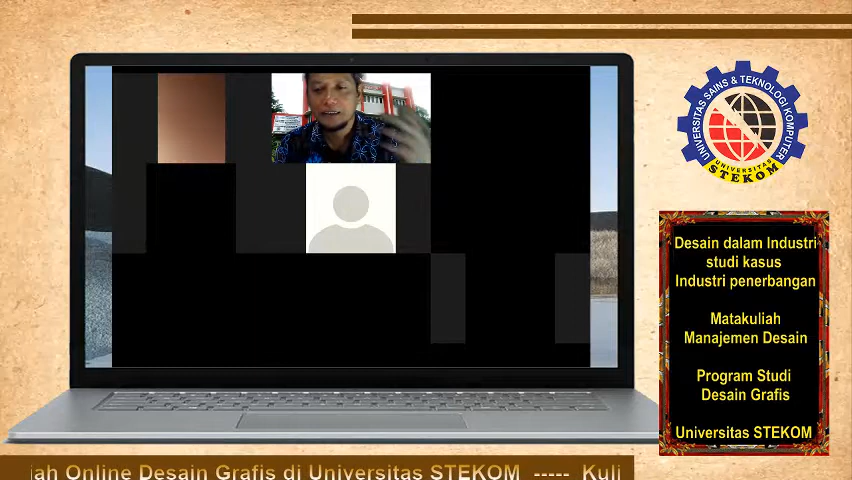 UNIVERSITAS SAINS & TEKNOLOGI KOMPUTER
UNIVERSITAS
STEKOM
Desain dalam Industri
studi kasus
Industri penerbangan
Matakuliah
Manajemen Desain
Program Studi
Desain Grafis
Universitas STEKOM
iah Online Desain Grafis di Universitas STEKOM ----- Kuli